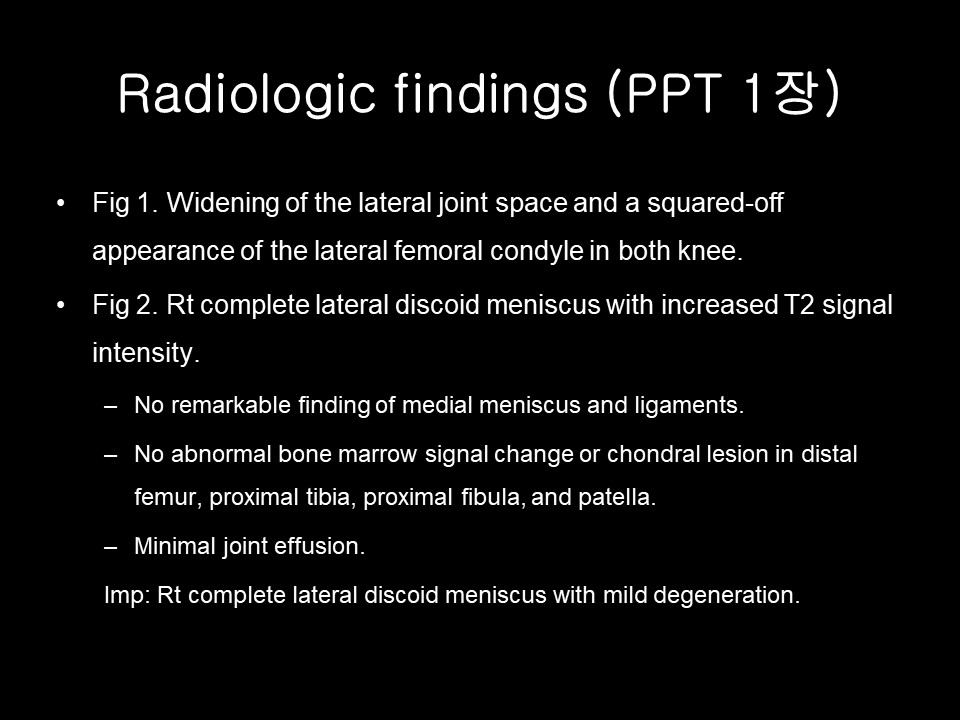 Radiologic findings (PPT 1장)
• Fig 1. Widening of the lateral joint space and a squared-off
appearance of the lateral femoral condyle in both knee.
• Fig 2. Rt complete lateral discoid meniscus with increased T2 signal
intensity.
– No remarkable finding of medial meniscus and ligaments.
– No abnormal bone marrow signal change or chondral lesion in distal
femur, proximal tibia, proximal fibula, and patella.
– Minimal joint effusion.
Imp: Rt complete lateral discoid meniscus with mild degeneration.